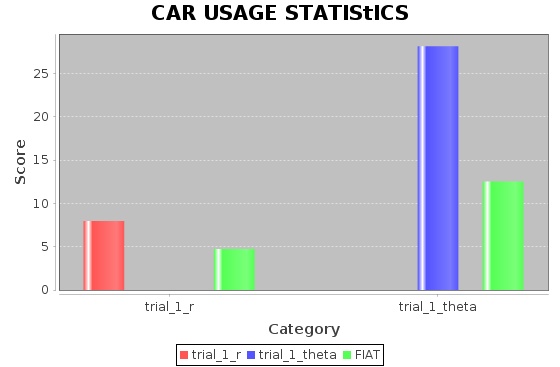 CAR USAGE STATIStICS
Score
25
20
15
10
5
0
trial_1_r trial_1_theta
Category
trial_1_r trial_1_theta FIAT